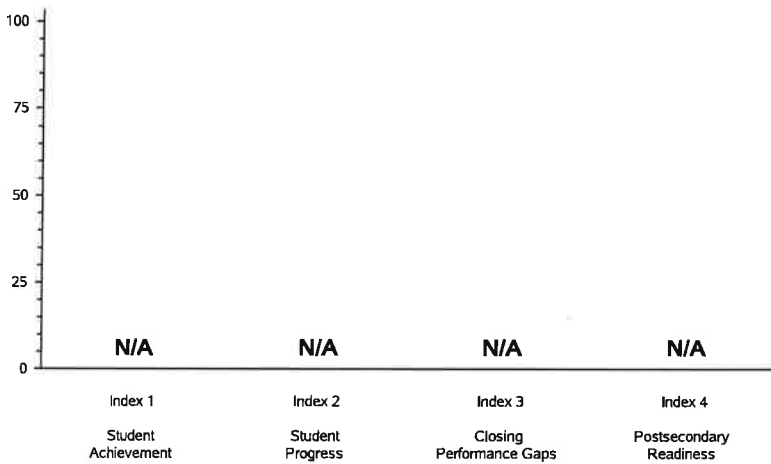 100
75
50
25
0
N/A N/A N/A N/A
Index 1 Index 2 Index 3 Index 4
Student Student Closing Postsecondary
Achievement Progress Performance Gaps Readiness